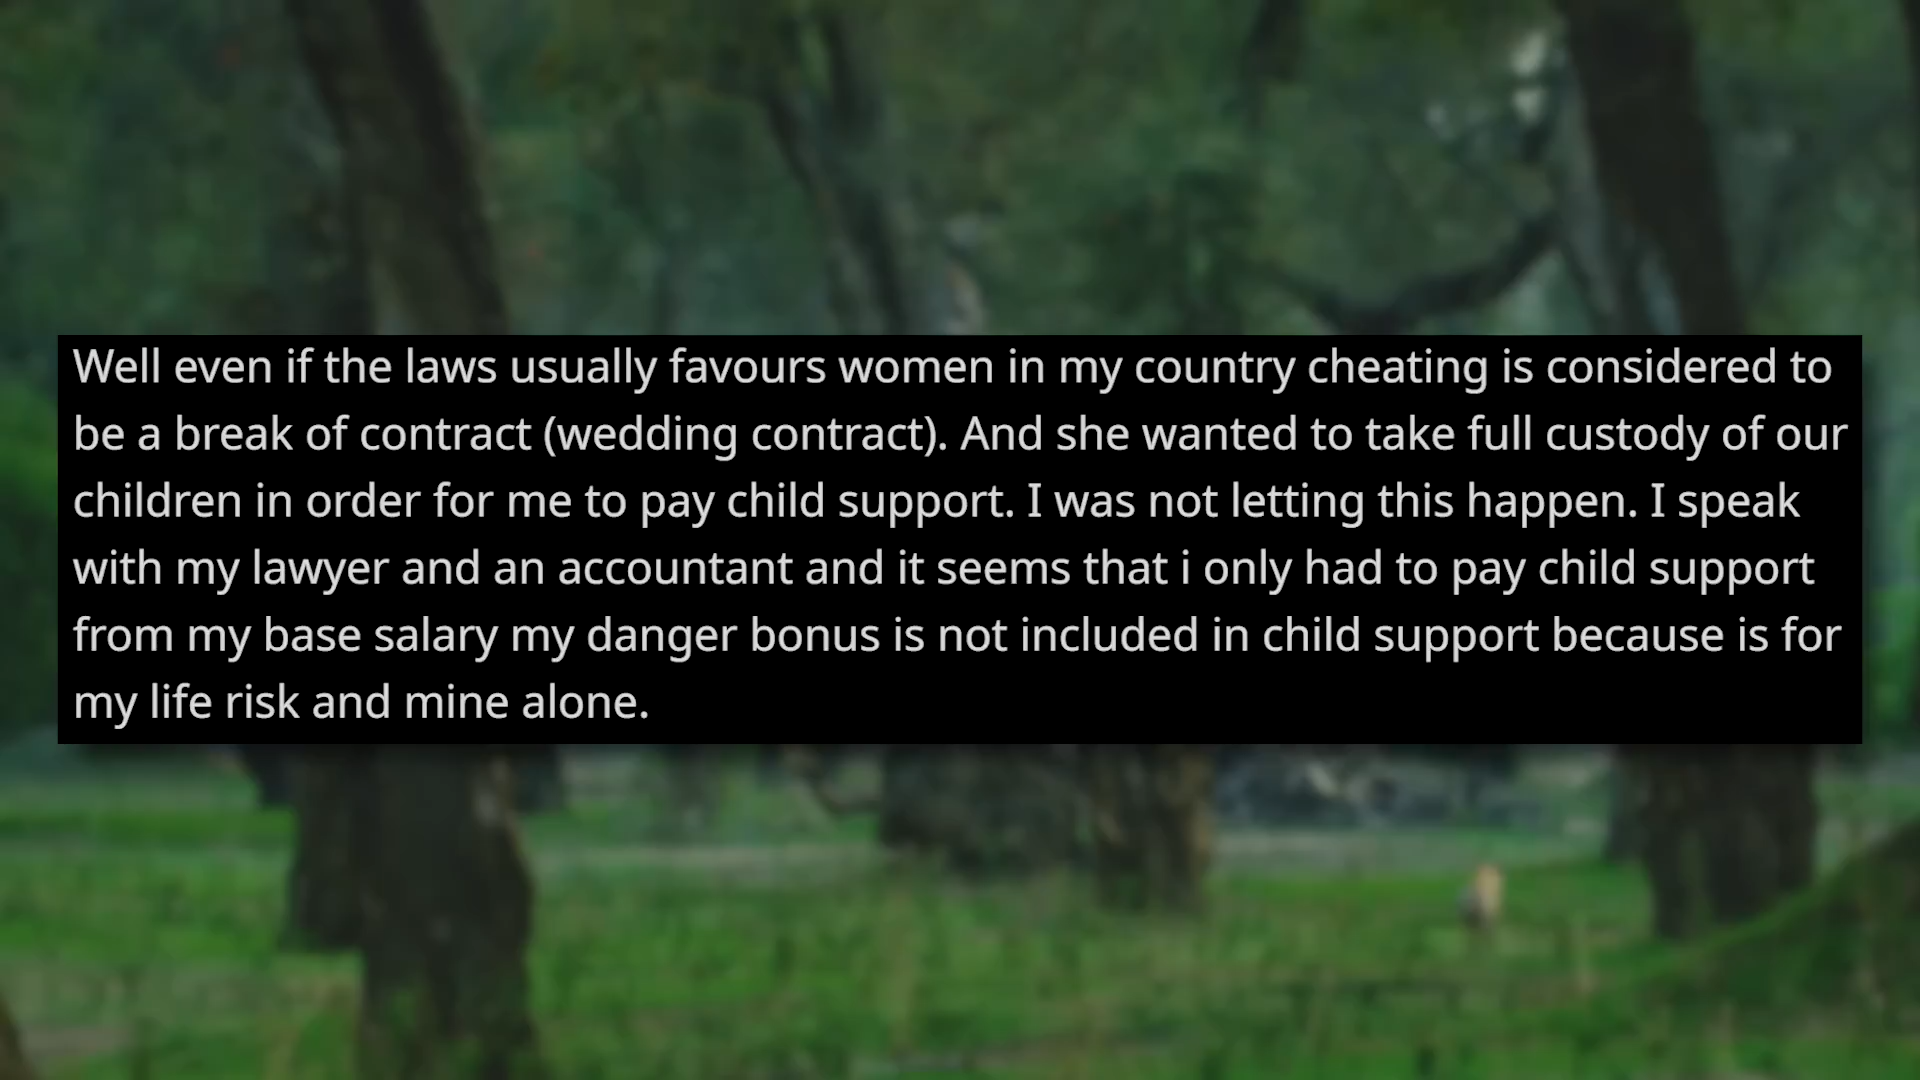 Well even if the laws usually favours women in my country cheating is considered to
be a break of contract (wedding contract). And she wanted to take full custody of our
children in order for me to pay child support. I was not letting this happen. I speak
with my lawyer and an accountant and it seems that i only had to pay child support
from my base salary my danger bonus is not included in child support because is for
my life risk and mine alone.